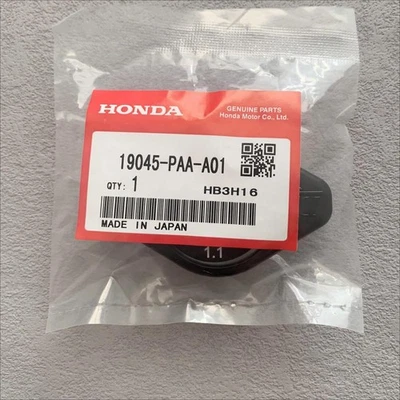 HONDA
GENUINE PARTS
Honda Motor Co., Ltd.
19045-PAA-A01
QTY: 1
HB3H16
MADE IN JAPAN
1.1